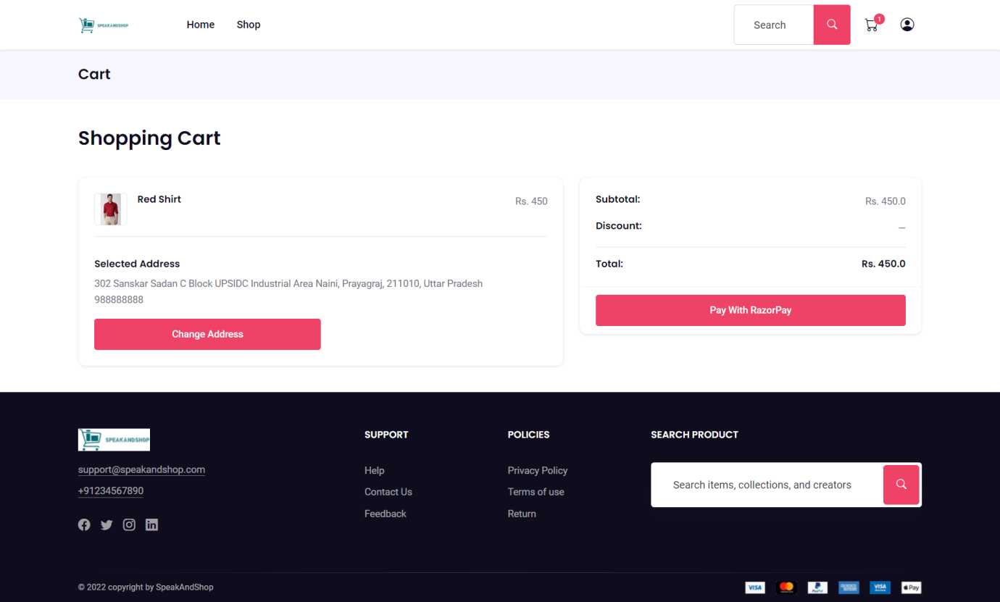 SPEAKANDSHOP
Home
Shop
Search
1
Cart
Shopping Cart
Red Shirt
Rs. 450
Selected Address
302 Sanskar Sadan C Block UPSIDC Industrial Area Naini, Prayagraj, 211010, Uttar Pradesh
988888888
Change Address
Subtotal:
Rs. 450.0
Discount:
—
Total:
Rs. 450.0
Pay With RazorPay
SPEAKANDSHOP
support@speakandshop.com
+91234567890
SUPPORT
Help
Contact Us
Feedback
POLICIES
Privacy Policy
Terms of use
Return
SEARCH PRODUCT
Search items, collections, and creators
© 2022 copyright by SpeakAndShop
VISA
PayPal
VISA
Pay